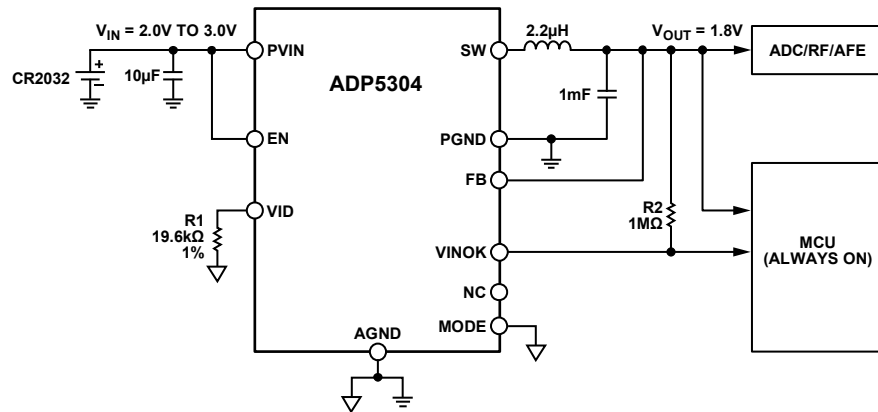 VIN = 2.0V TO 3.0V
CR2032
+
–
10µF
PVIN
EN
VID
R1
19.6kΩ
1%
ADP5304
AGND
SW
PGND
FB
VINOK
NC
MODE
2.2µH
1mF
VOUT = 1.8V
R2
1MΩ
ADC/RF/AFE
MCU
(ALWAYS ON)